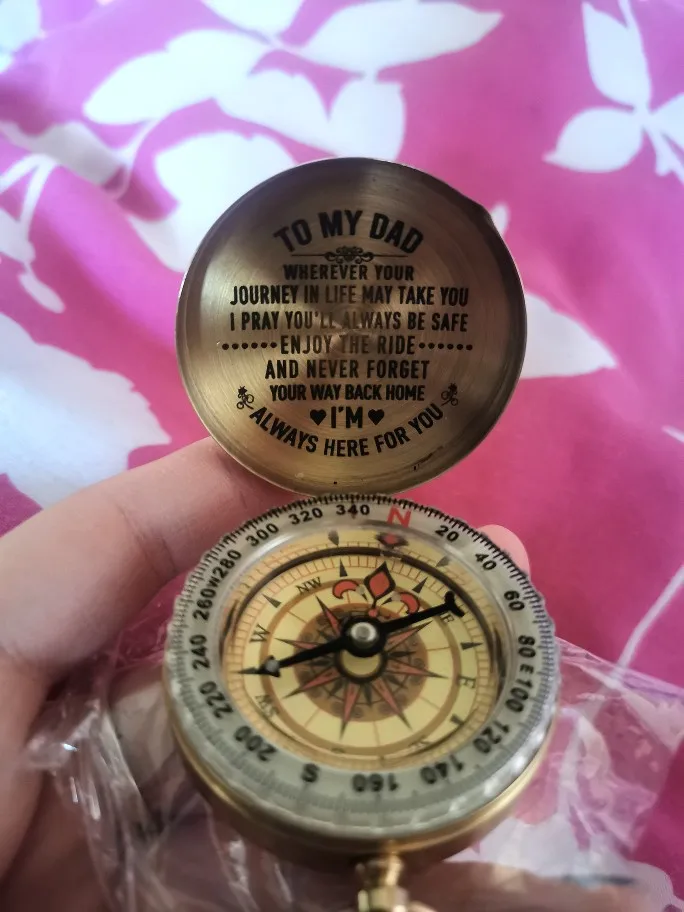 TO MY DAD
WHEREVER YOUR
JOURNEY IN LIFE MAY TAKE YOU
I PRAY YOU'LL ALWAYS BE SAFE
ENJOY THE RIDE
AND NEVER FORGET
YOUR WAY BACK HOME
I'M
ALWAYS HERE FOR YOU
N
20
40
60
80
E
100
120
140
160
S
200
220
240
260
W
280
300
320
340
NW
E
E
SW
W